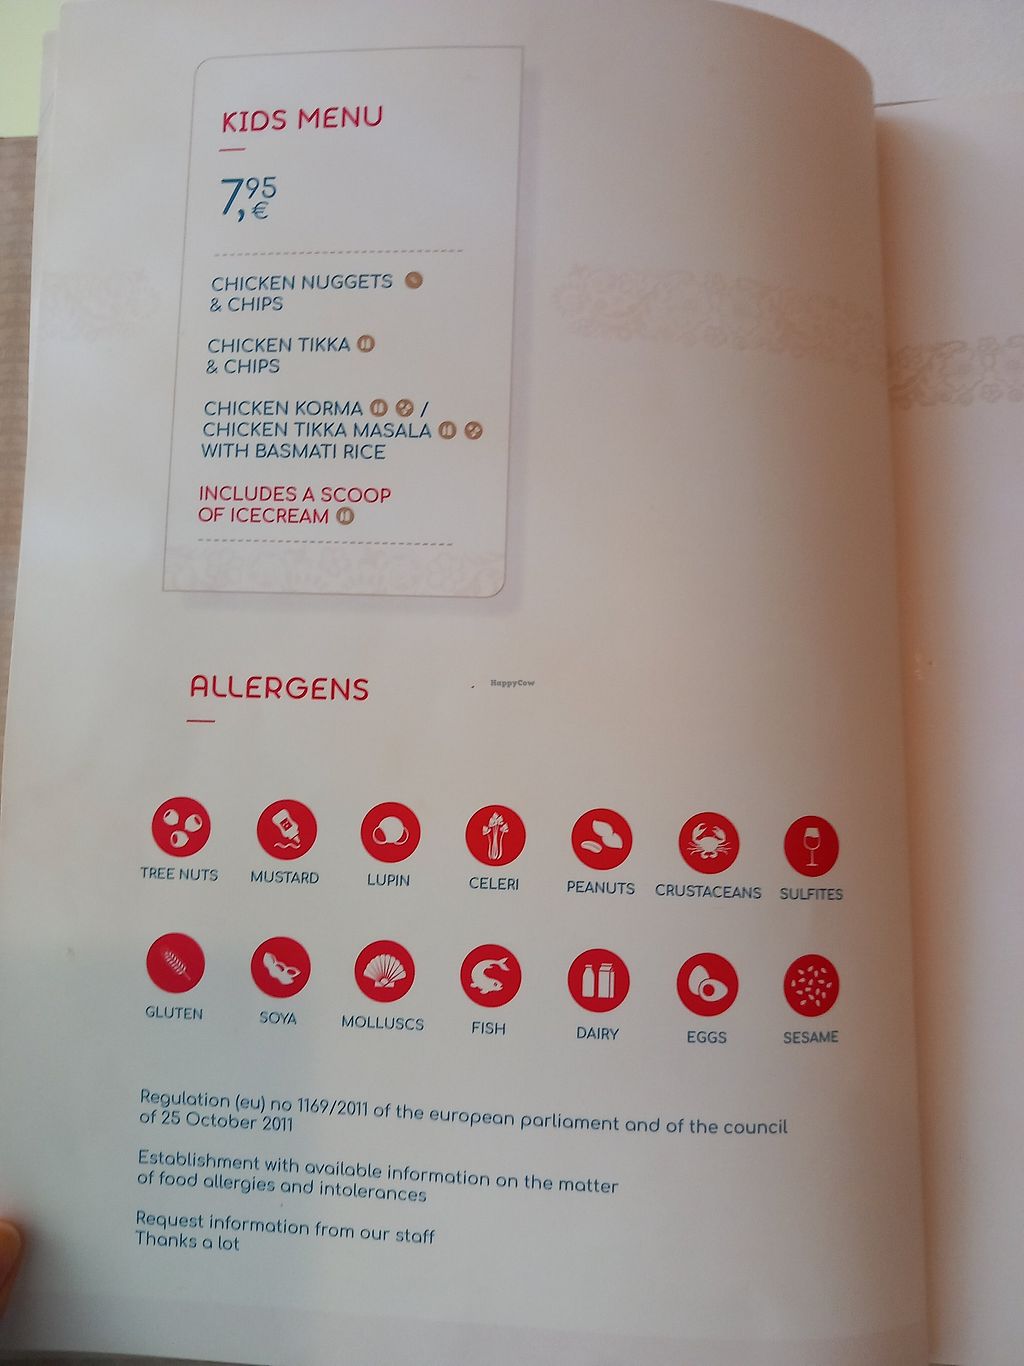 KIDS MENU
7,95 €
CHICKEN NUGGETS
& CHIPS
CHICKEN TIKKA
& CHIPS
CHICKEN KORMA /
CHICKEN TIKKA MASALA
WITH BASMATI RICE
INCLUDES A SCOOP
OF ICECREAM
ALLERGENS
HappyCow
TREE NUTS MUSTARD LUPIN CELERI PEANUTS CRUSTACEANS SULFITES
GLUTEN SOYA MOLLUSCS FISH DAIRY EGGS SESAME
Regulation (eu) no 1169/2011 of the european parliament and of the council
of 25 October 2011
Establishment with available information on the matter
of food allergies and intolerances
Request information from our staff
Thanks a lot